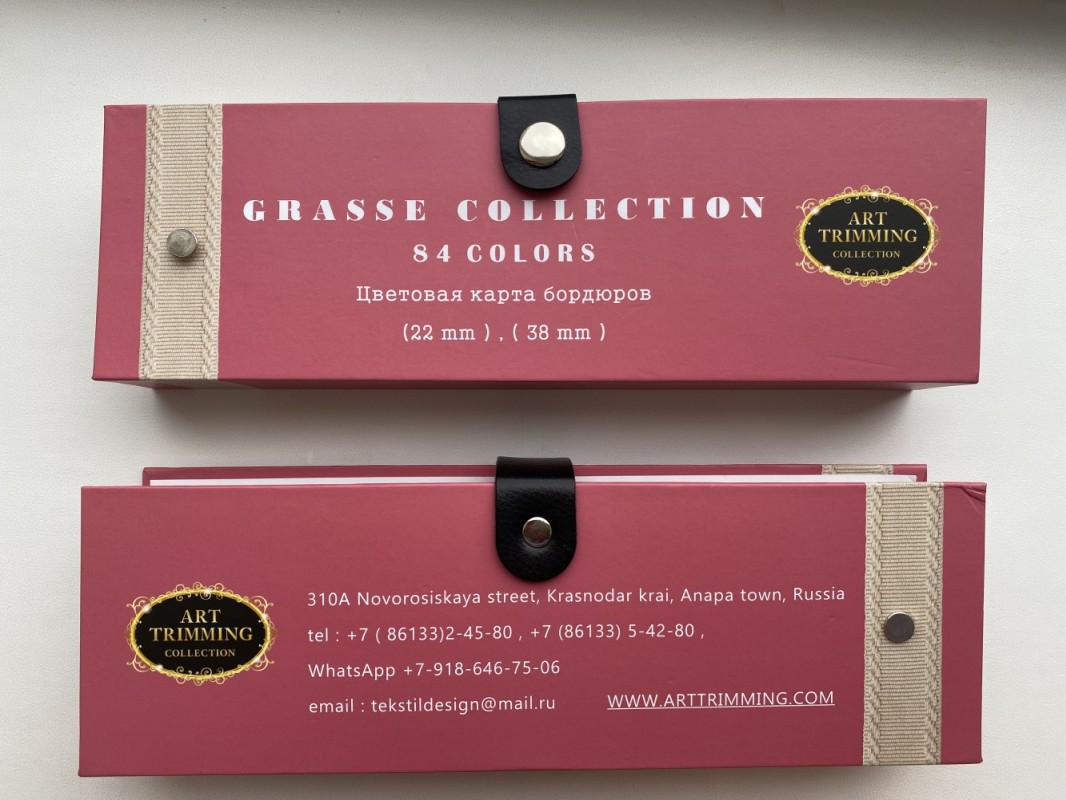 GRASSE COLLECTION
84 COLORS
Цветовая карта бордюров
(22 mm ) , ( 38 mm )
ART
TRIMMING
COLLECTION
ART
TRIMMING
COLLECTION
310A Novorosiskaya street, Krasnodar krai, Anapa town, Russia
tel : +7 ( 86133)2-45-80 , +7 (86133) 5-42-80 ,
WhatsApp +7-918-646-75-06
email : tekstildesign@mail.ru WWW.ARTTRIMMING.COM